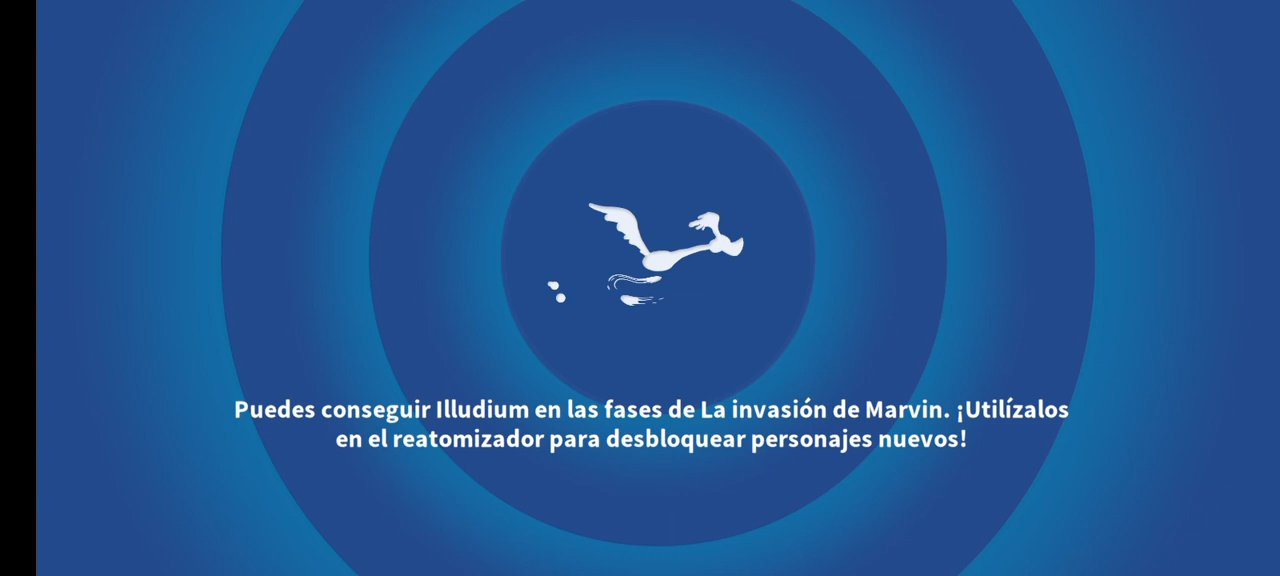 Puedes conseguir Illudium en las fases de La invasión de Marvin. ¡Utilízalos
en el reatomizador para desbloquear personajes nuevos!